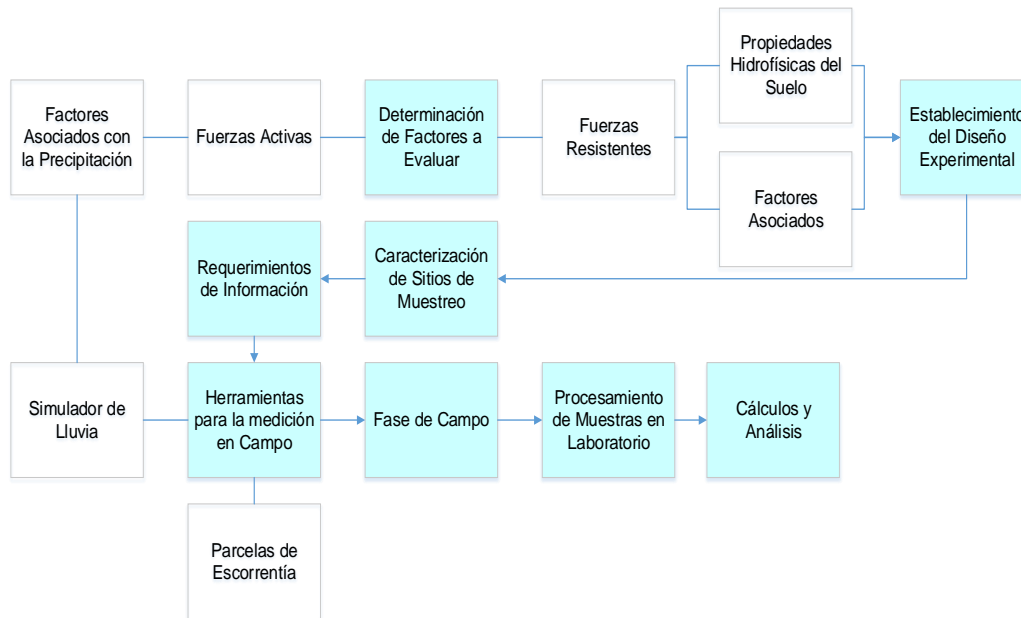 Propiedades
Hidrofísicas del
Suelo
Factores
Asociados con
la Precipitación
Fuerzas Activas
Determinación
de Factores a
Evaluar
Fuerzas
Resistentes
Establecimiento
del Diseño
Experimental
Factores
Asociados
Requerimientos
de Información
Caracterización
de Sitios de
Muestreo
Simulador de
Lluvia
Herramientas
para la medición
en Campo
Fase de Campo
Procesamiento
de Muestras en
Laboratorio
Cálculos y
Análisis
Parcelas de
Escorrentía